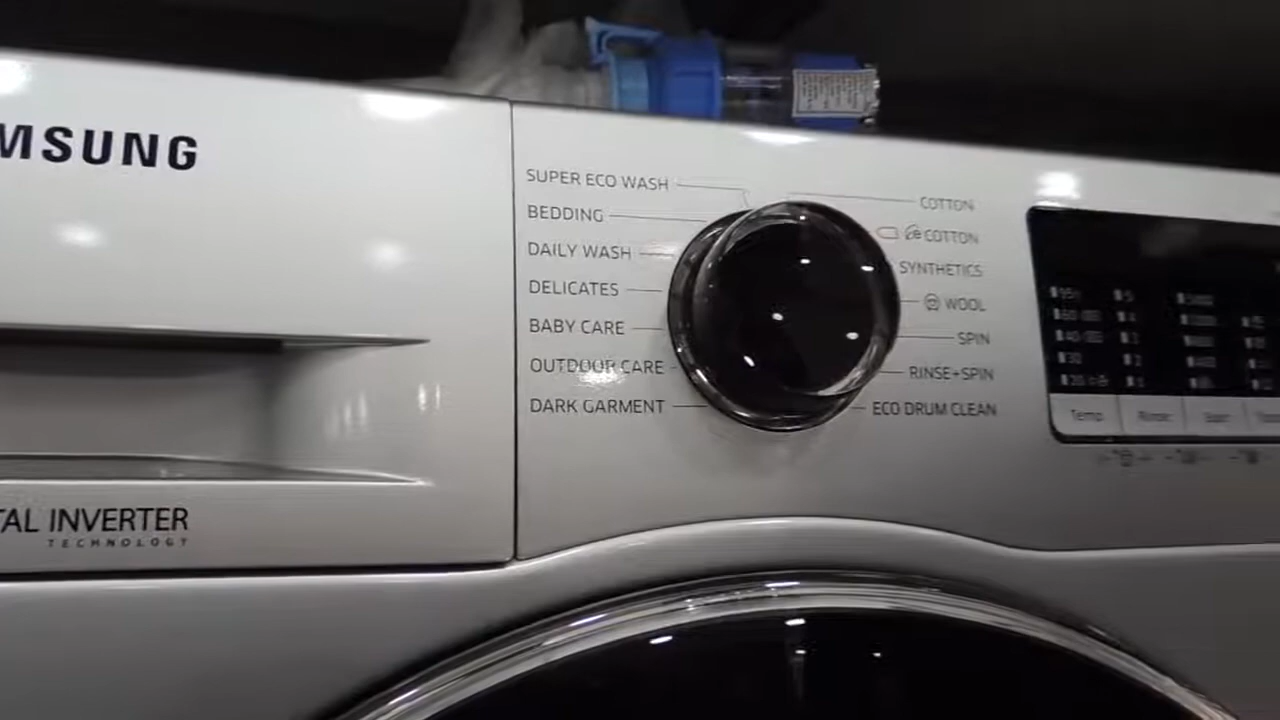 MSUNG
SUPER ECO WASH
BEDDING
DAILY WASH
DELICATES
BABY CARE
OUTDOOR CARE
DARK GARMENT
COTTON
COTTON
SYNTHETICS
WOOL
SPIN
RINSE+SPIN
ECO DRUM CLEAN
Temp. Rinse Spin
TAL INVERTER
TECHNOLOGY